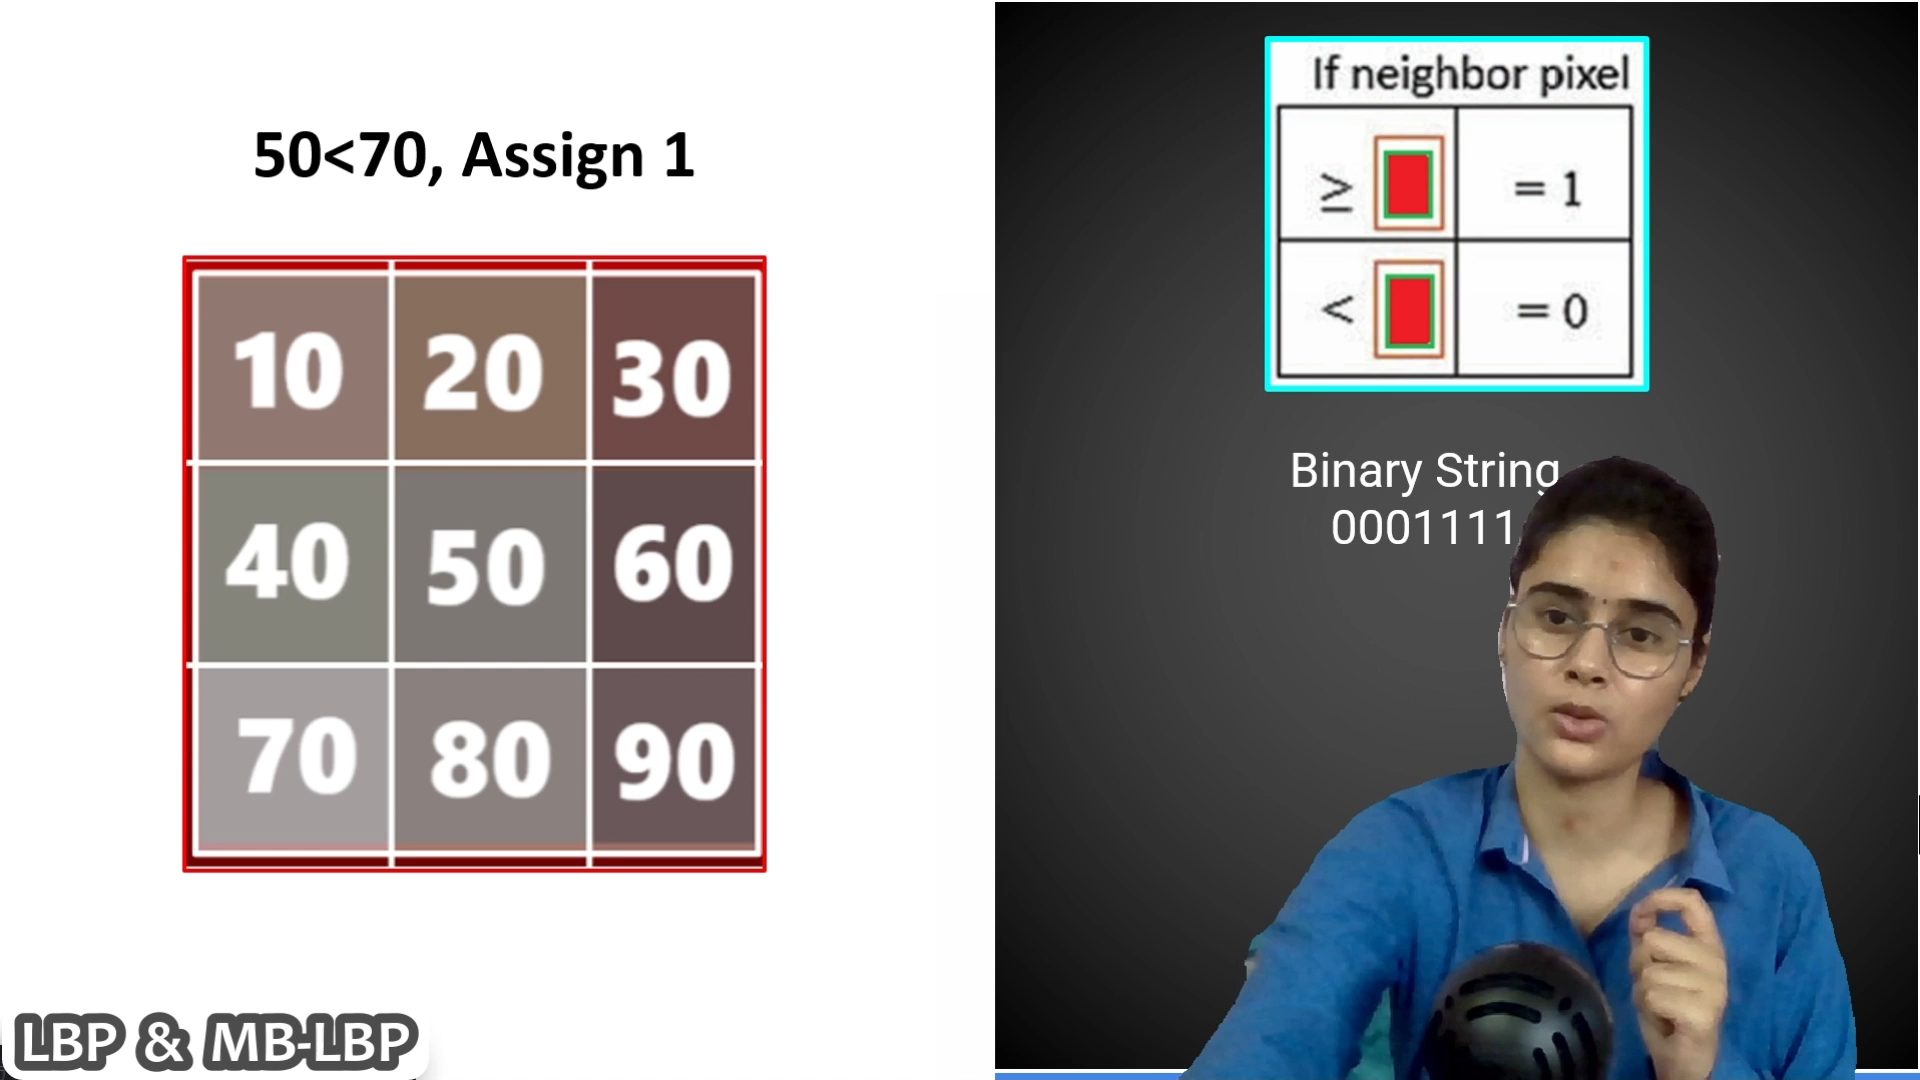 50<70, Assign 1
10 20 30
40 50 60
70 80 90
If neighbor pixel
≥ = 1
< = 0
Binary String
0001111
LBP & MB-LBP